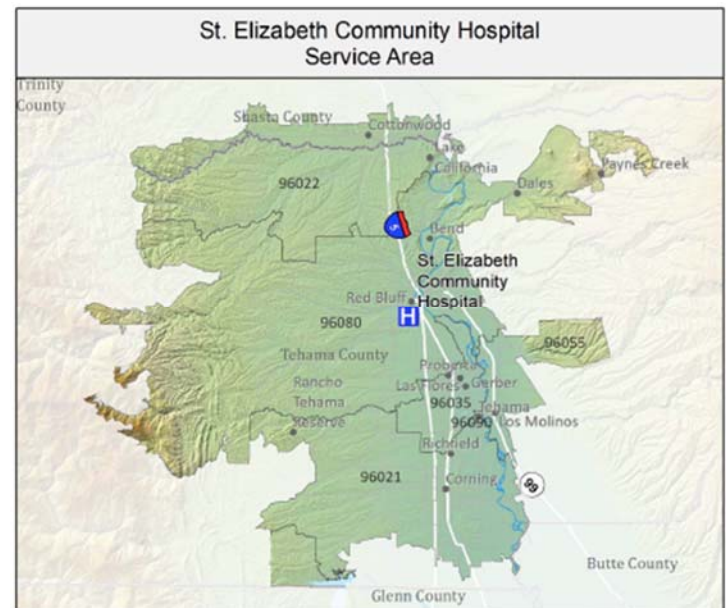 St. Elizabeth Community Hospital
Service Area
Trinity
County
Shasta County
Cottonwood
Lake
California
Paynes Creek
96022
Dales
5
Bend
St. Elizabeth
Community
Hospital
Red Bluff
H
96080
96055
Tehama County
Proberta
Rancho
Tehama
Reserve
Las Flores
Gerber
96035
Tehama
96090
Los Molinos
Richfield
96021
Corning
99
Butte County
Glenn County